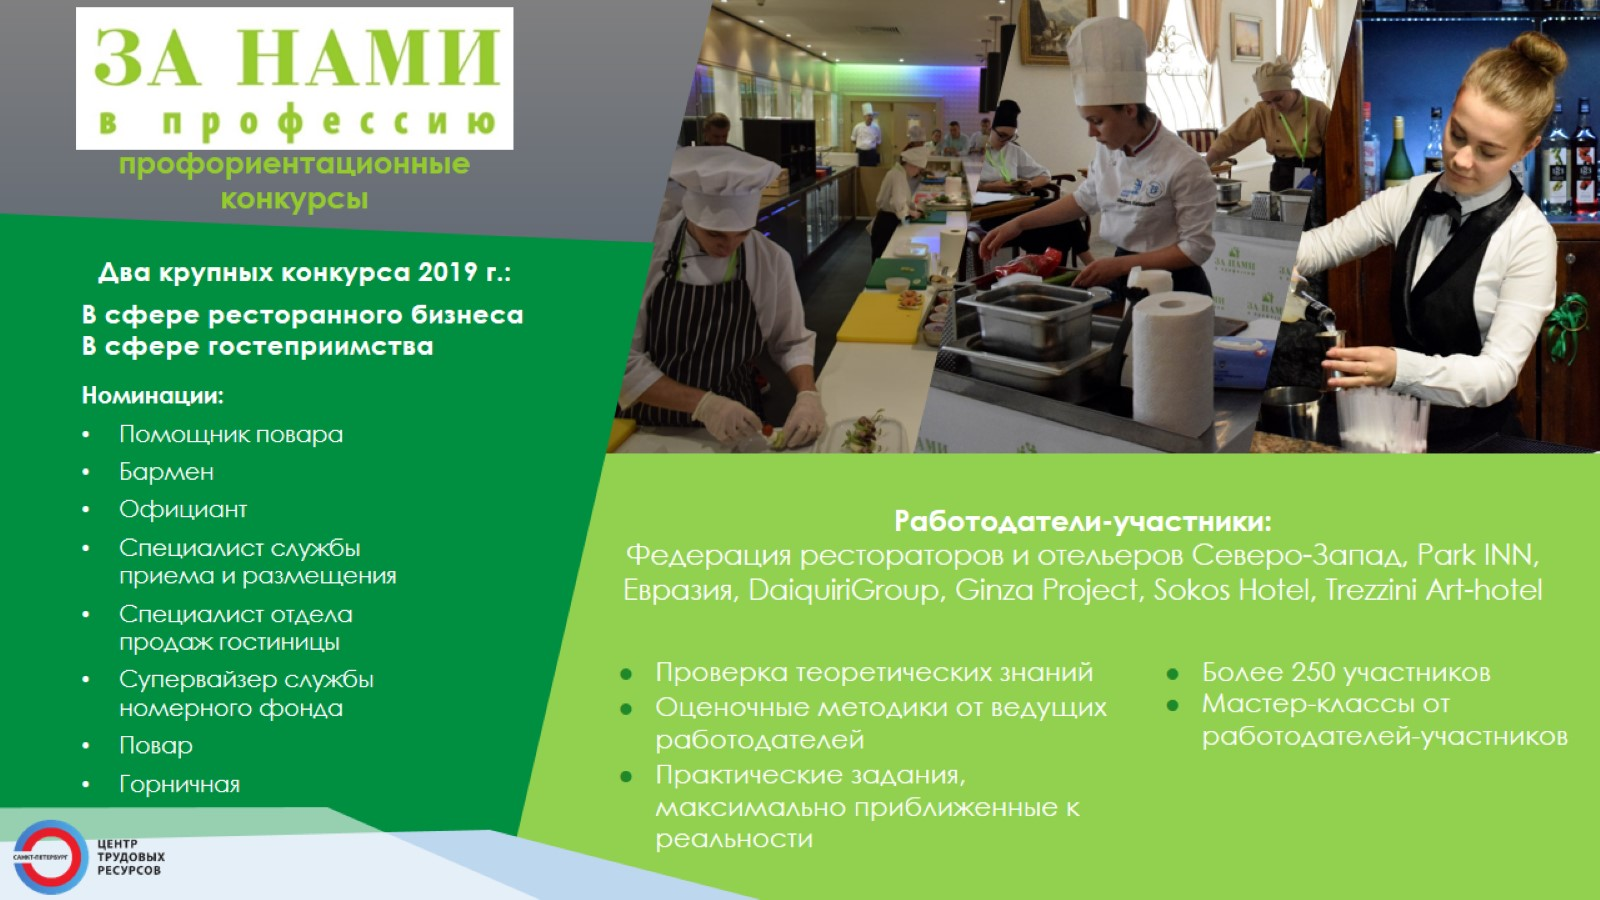 ЗА НАМИ
в профессию
профориентационные
конкурсы
Два крупных конкурса 2019 г.:
В сфере ресторанного бизнеса
В сфере гостеприимства
Номинации:
• Помощник повара
• Бармен
• Официант
• Специалист службы
приема и размещения
• Специалист отдела
продаж гостиницы
• Супервайзер службы
номерного фонда
• Повар
• Горничная
САНКТ-ПЕТЕРБУРГ
ЦЕНТР
ТРУДОВЫХ
РЕСУРСОВ
ЗА НАМИ
в профессию
НАМИ
Работодатели-участники:
Федерация рестораторов и отельеров Северо-Запад, Park INN,
Евразия, DaiquiriGroup, Ginza Project, Sokos Hotel, Trezzini Art-hotel
• Проверка теоретических знаний
• Оценочные методики от ведущих
работодателей
• Практические задания,
максимально приближенные к
реальности
• Более 250 участников
• Мастер-классы от
работодателей-участников